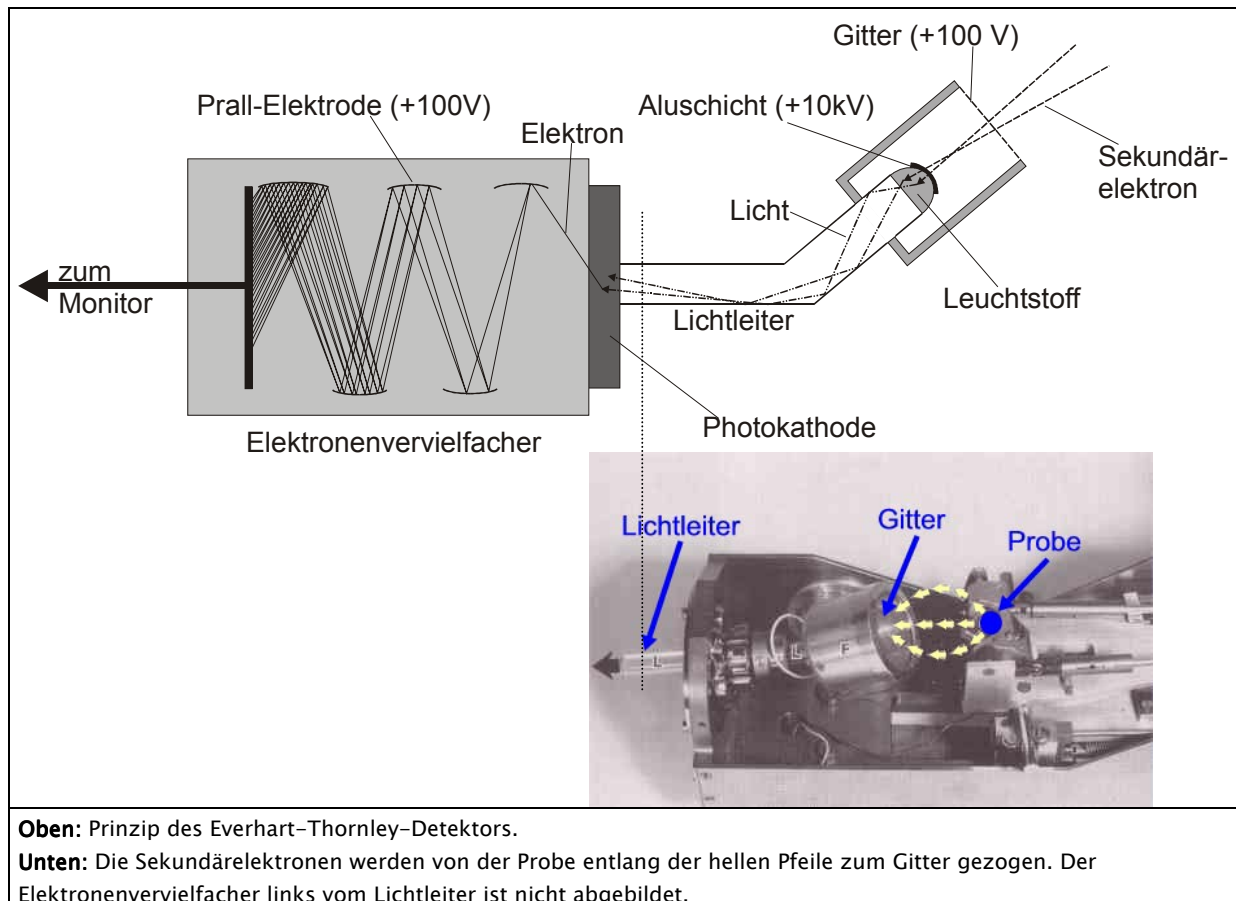 Gitter (+100 V)
Prall-Elektrode (+100V)
Aluschicht (+10kV)
Elektron
Sekundär-
elektron
Licht
zum
Monitor
Leuchtstoff
Lichtleiter
Photokathode
Elektronenvervielfacher
Lichtleiter
Gitter
Probe
L
L
F
Oben: Prinzip des Everhart-Thornley-Detektors.
Unten: Die Sekundärelektronen werden von der Probe entlang der hellen Pfeile zum Gitter gezogen. Der
Elektronenvervielfacher links vom Lichtleiter ist nicht abgebildet.